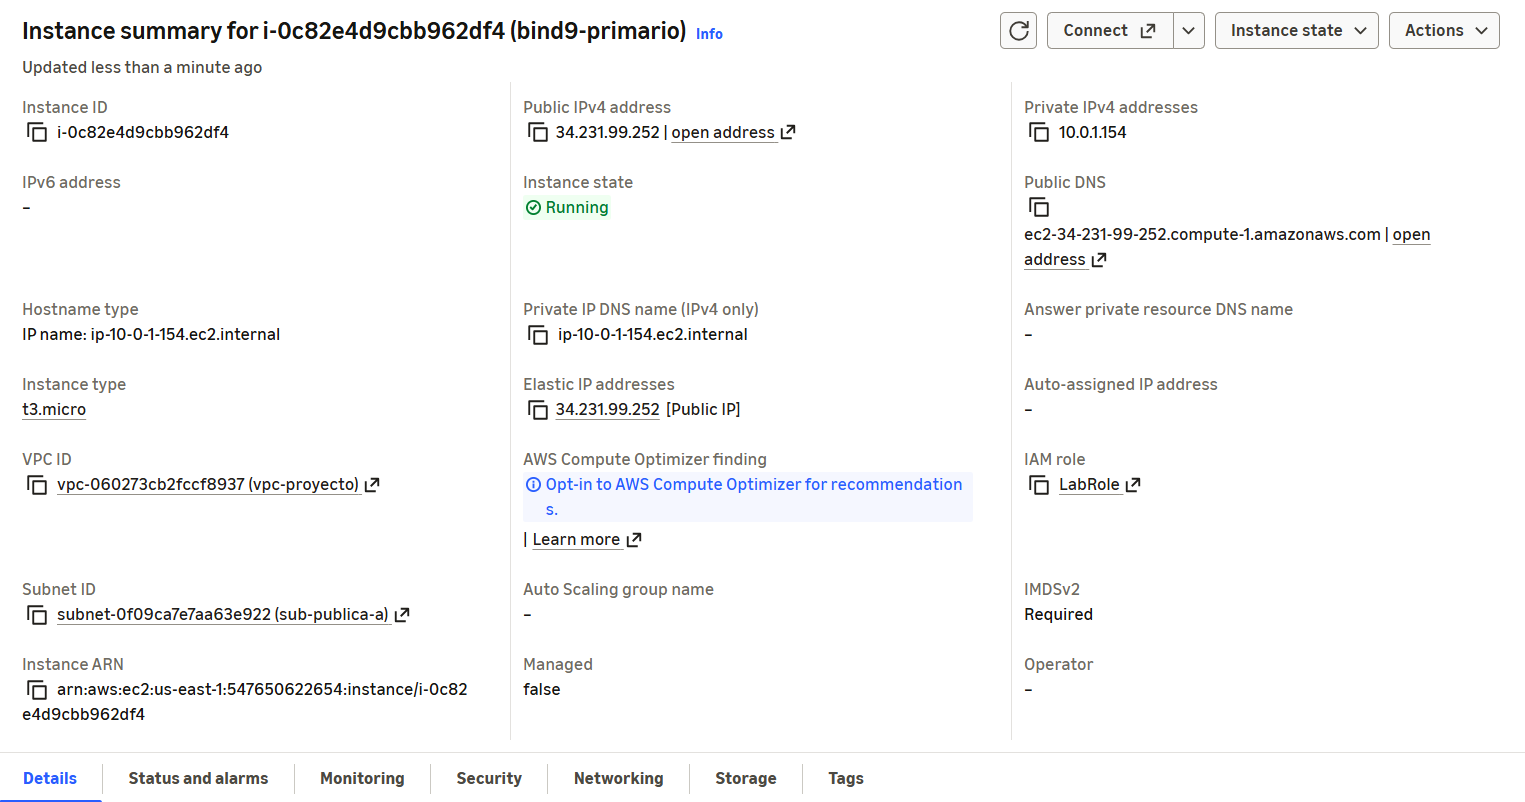 Instance summary for i-0c82e4d9cbb962df4 (bind9-primario) Info
Connect
Instance state
Actions
Updated less than a minute ago
Instance ID
i-0c82e4d9cbb962df4
Public IPv4 address
34.231.99.252 | open address
Private IPv4 addresses
10.0.1.154
IPv6 address
–
Instance state
Running
Public DNS
ec2-34-231-99-252.compute-1.amazonaws.com | open
address
Hostname type
IP name: ip-10-0-1-154.ec2.internal
Private IP DNS name (IPv4 only)
ip-10-0-1-154.ec2.internal
Answer private resource DNS name
–
Instance type
t3.micro
Elastic IP addresses
34.231.99.252 [Public IP]
Auto-assigned IP address
–
VPC ID
vpc-060273cb2fccf8937 (vpc-proyecto)
AWS Compute Optimizer finding
Opt-in to AWS Compute Optimizer for recommendation
s.
| Learn more
IAM role
LabRole
Subnet ID
subnet-0f09ca7e7aa63e922 (sub-publica-a)
Auto Scaling group name
–
IMDSv2
Required
Instance ARN
arn:aws:ec2:us-east-1:547650622654:instance/i-0c82
e4d9cbb962df4
Managed
false
Operator
–
Details
Status and alarms
Monitoring
Security
Networking
Storage
Tags